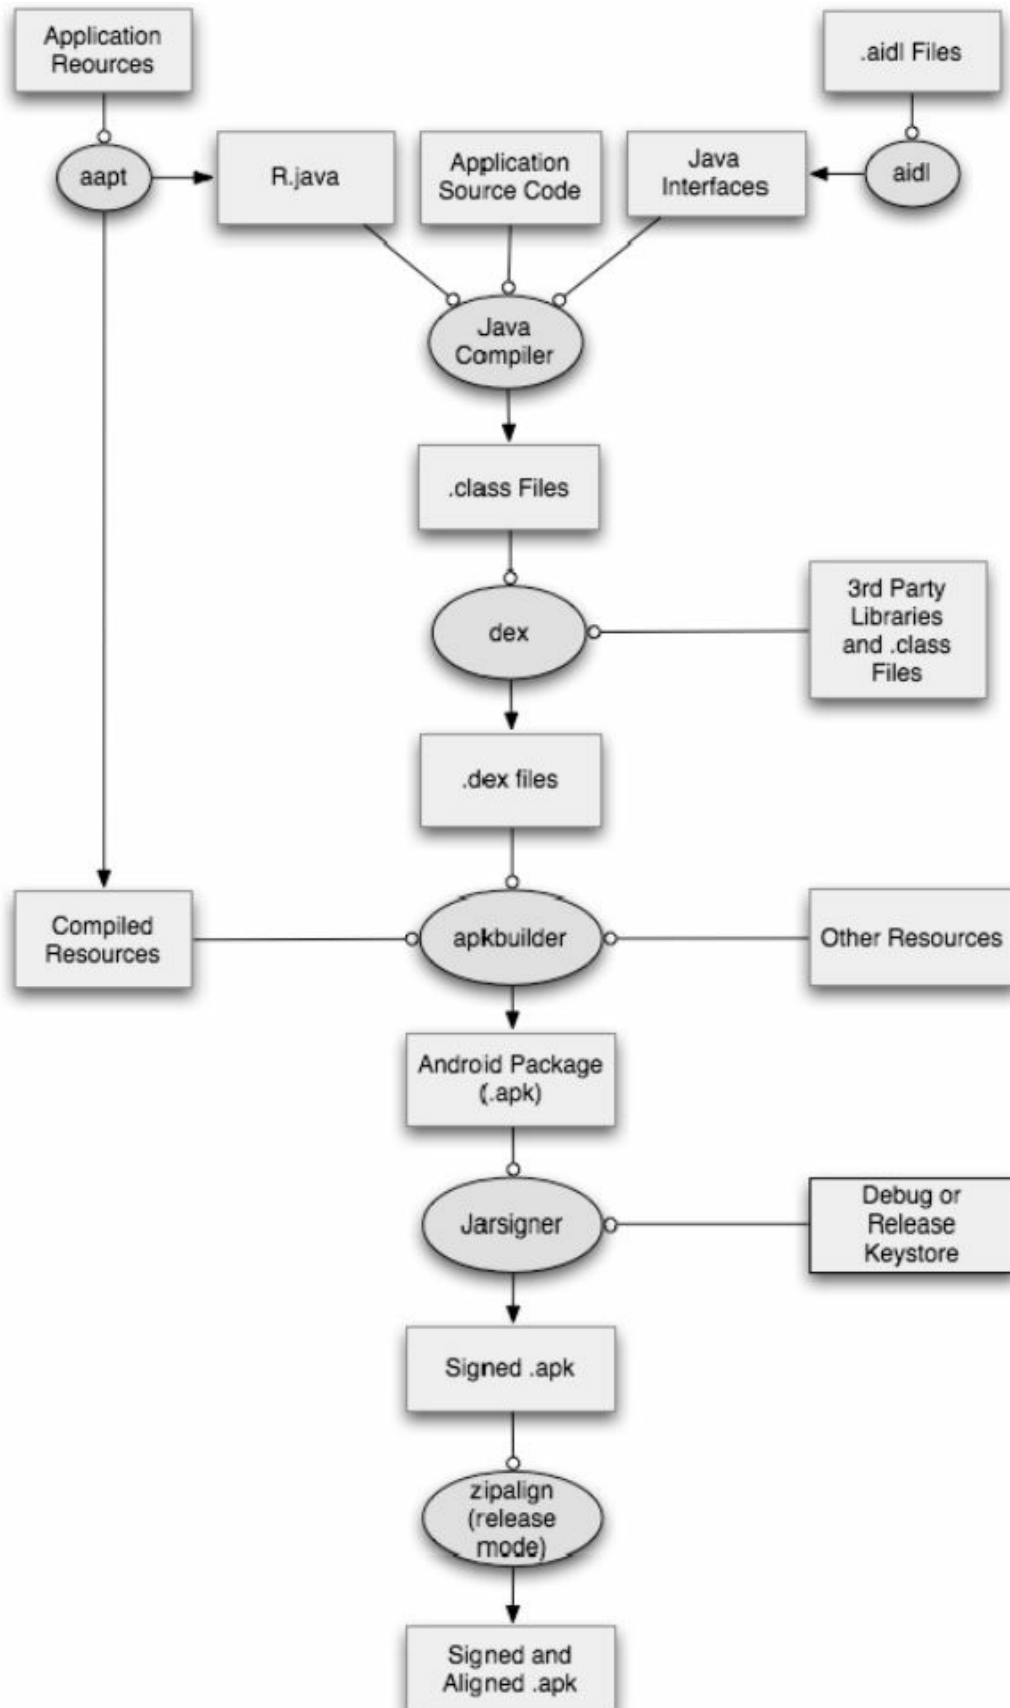 Application
Reources
.aidl Files
aapt
R.java
Application
Source Code
Java
Interfaces
aidl
Java
Compiler
.class Files
dex
3rd Party
Libraries
and .class
Files
.dex files
Compiled
Resources
apkbuilder
Other Resources
Android Package
(.apk)
Jarsigner
Debug or
Release
Keystore
Signed .apk
zipalign
(release
mode)
Signed and
Aligned .apk